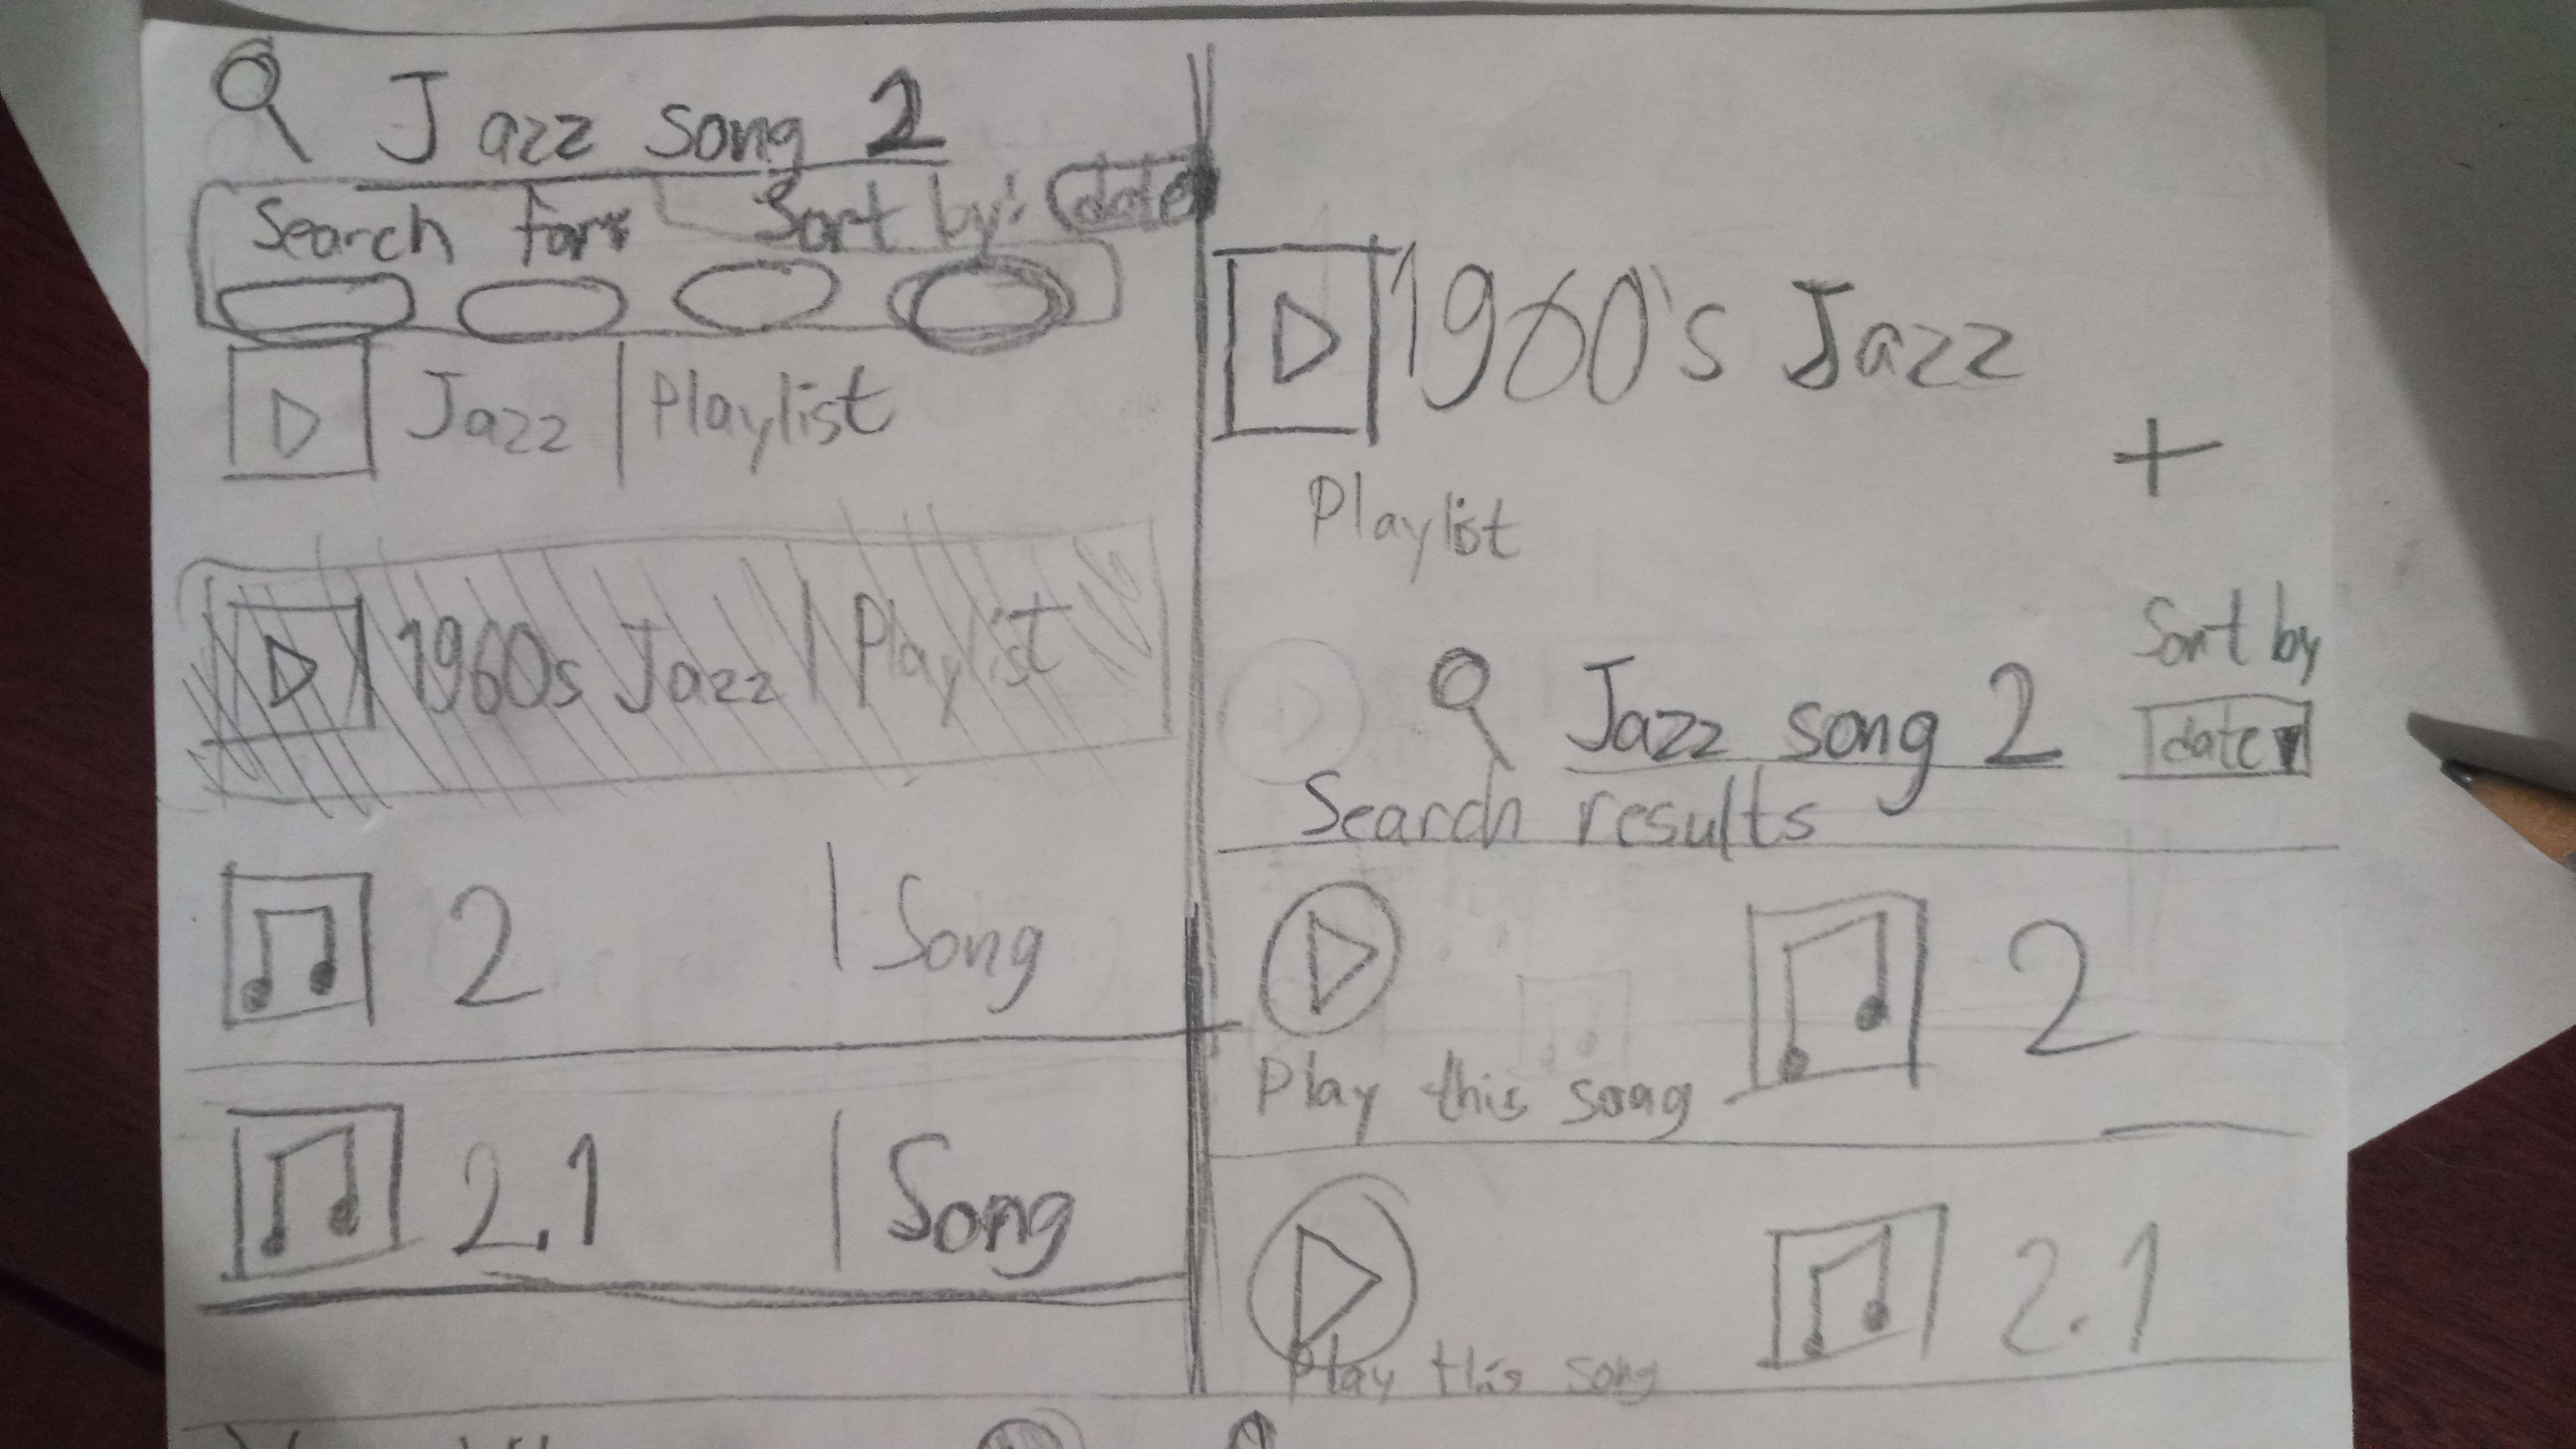 Jazz song 2
Search for: Sort by: date
Jazz | Playlist
1960s Jazz | Playlist
2 | Song
2.1 | Song
1960's Jazz
+
Playlist
Sort by
Jazz song 2
date
Search results
2
Play this song
2.1
Play this song